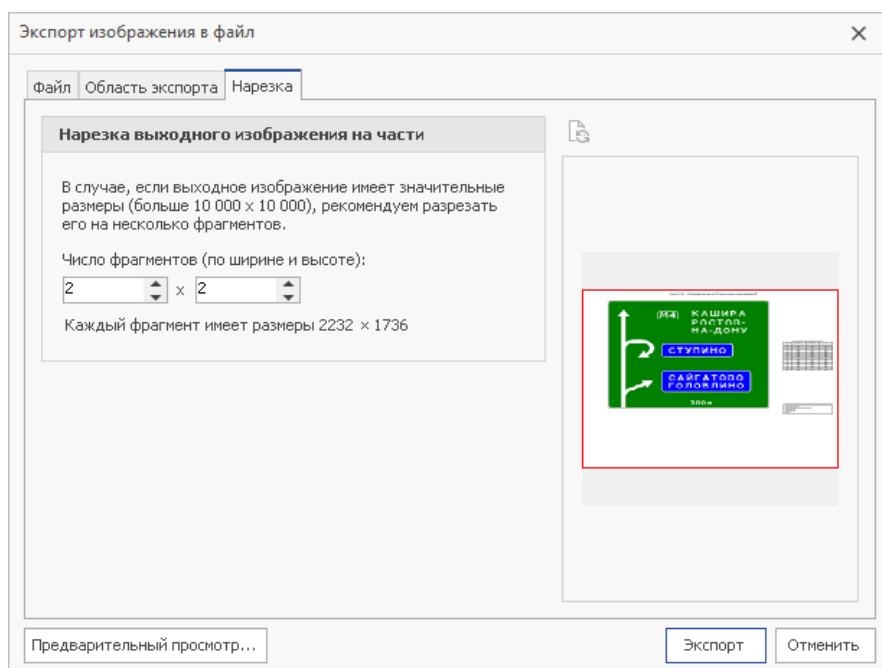 Экспорт изображения в файл
Файл Область экспорта Нарезка
Нарезка выходного изображения на части
В случае, если выходное изображение имеет значительные
размеры (больше 10 000 x 10 000), рекомендуем разрезать
его на несколько фрагментов.
Число фрагментов (по ширине и высоте):
2 x 2
Каждый фрагмент имеет размеры 2232 × 1736
(М4) КАШИРА
РОСТОВ-
НА-ДОНУ
СТУПИНО
САЙГАТОВО
ГОЛОВЛИНО
300м
Предварительный просмотр... Экспорт Отменить